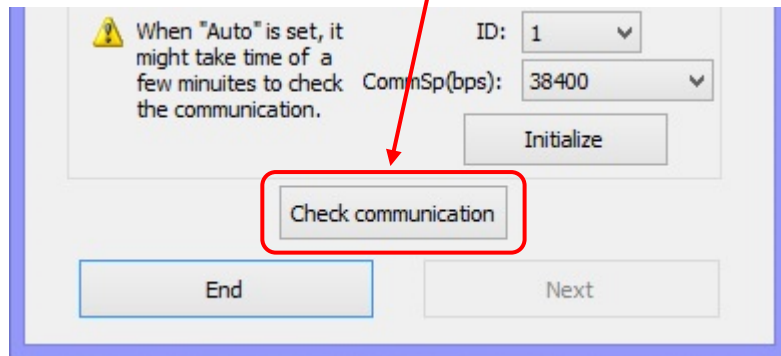 When "Auto" is set, it
might take time of a
few minuites to check
the communication.
ID: 1
CommSp(bps): 38400
Initialize
Check communication
End
Next